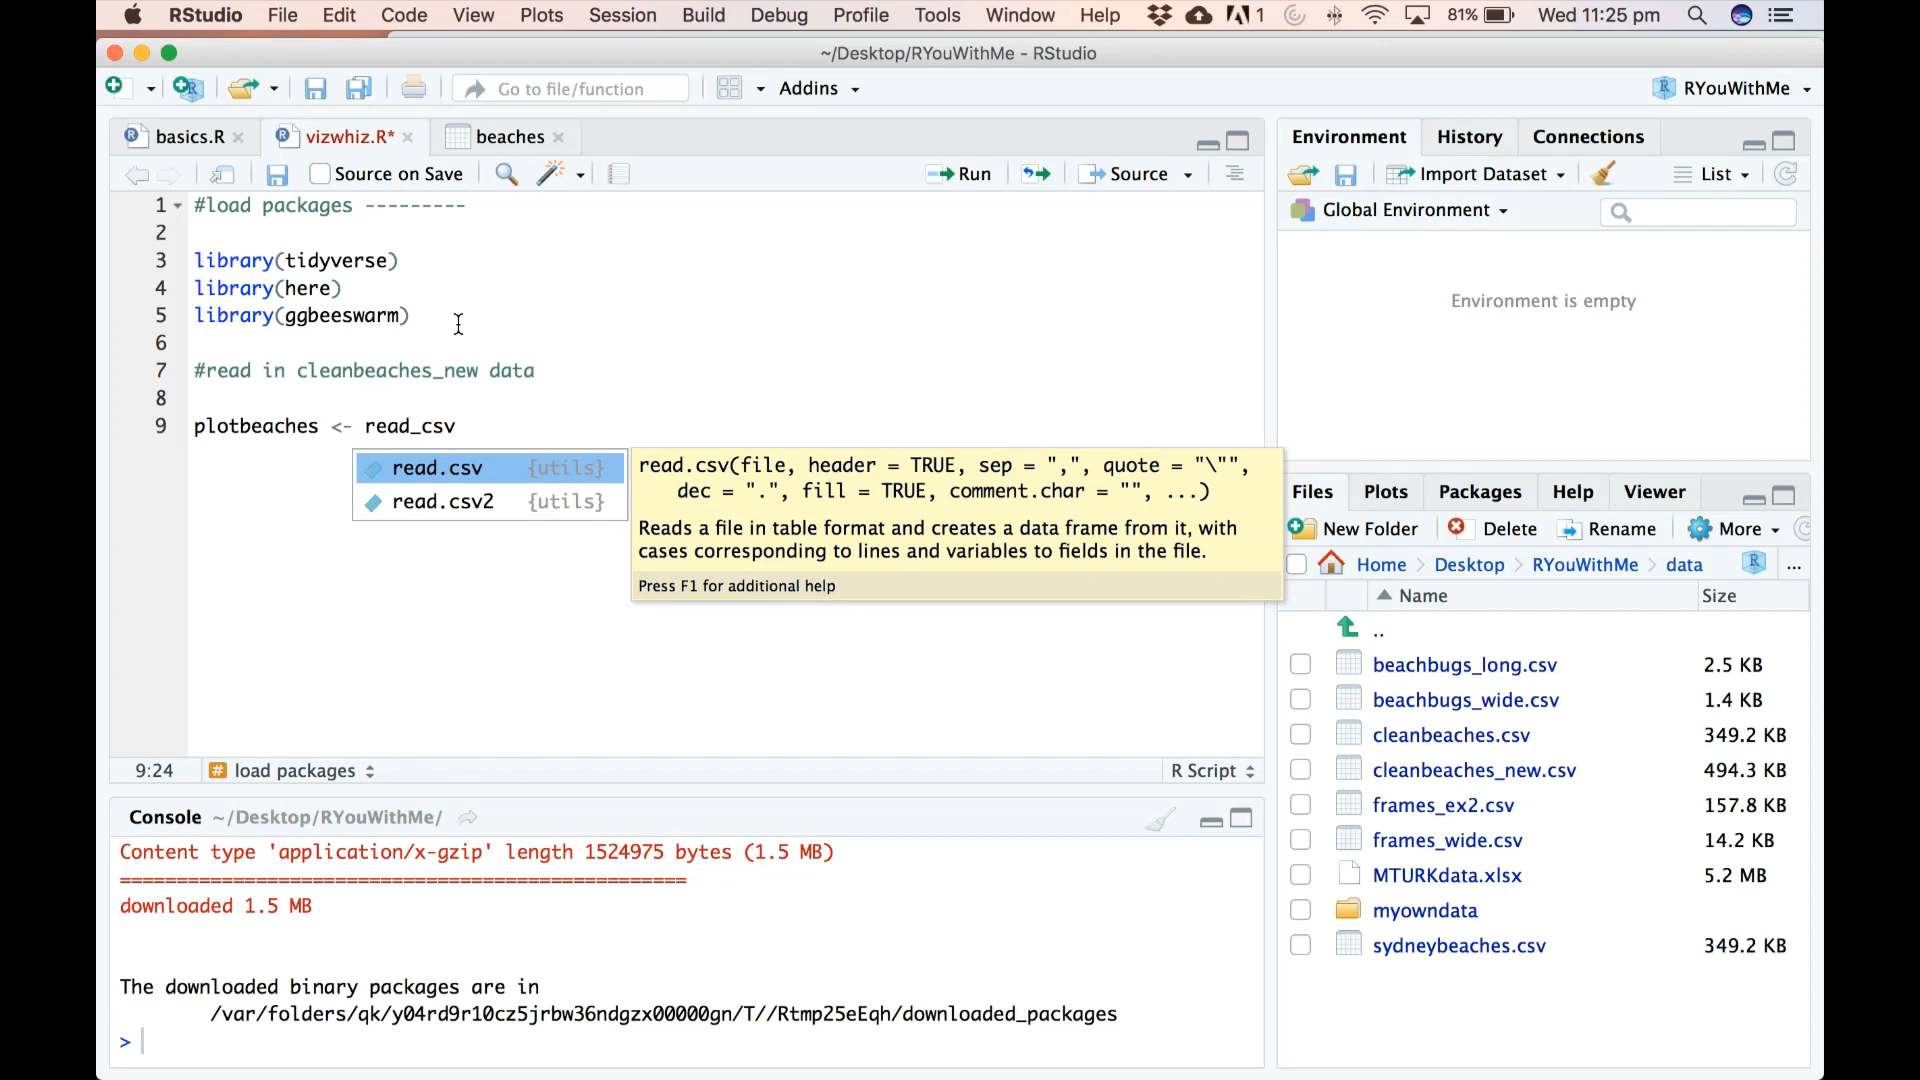 RStudio File Edit Code View Plots Session Build Debug Profile Tools Window Help 1 81% Wed 11:25 pm
~/Desktop/RYouWithMe - RStudio
Go to file/function Addins RYouWithMe
basics.R vizwhiz.R* beaches
Source on Save Run Source
1 #load packages ---------
2
3 library(tidyverse)
4 library(here)
5 library(ggbeeswarm)
6
7 #read in cleanbeaches_new data
8
9 plotbeaches <- read_csv
read.csv {utils}
read.csv2 {utils}
read.csv(file, header = TRUE, sep = ",", quote = "\"",
dec = ".", fill = TRUE, comment.char = "", ...)
Reads a file in table format and creates a data frame from it, with
cases corresponding to lines and variables to fields in the file.
Press F1 for additional help
9:24 # load packages R Script
Console ~/Desktop/RYouWithMe/
Content type 'application/x-gzip' length 1524975 bytes (1.5 MB)
==================================================
downloaded 1.5 MB
The downloaded binary packages are in
/var/folders/qk/y04rd9r10cz5jrbw36ndgzx00000gn/T//Rtmp25eEqh/downloaded_packages
>
Environment History Connections
Import Dataset List
Global Environment
Environment is empty
Files Plots Packages Help Viewer
New Folder Delete Rename More
Home Desktop RYouWithMe data R ...
Name Size
..
beachbugs_long.csv 2.5 KB
beachbugs_wide.csv 1.4 KB
cleanbeaches.csv 349.2 KB
cleanbeaches_new.csv 494.3 KB
frames_ex2.csv 157.8 KB
frames_wide.csv 14.2 KB
MTURKdata.xlsx 5.2 MB
myowndata
sydneybeaches.csv 349.2 KB